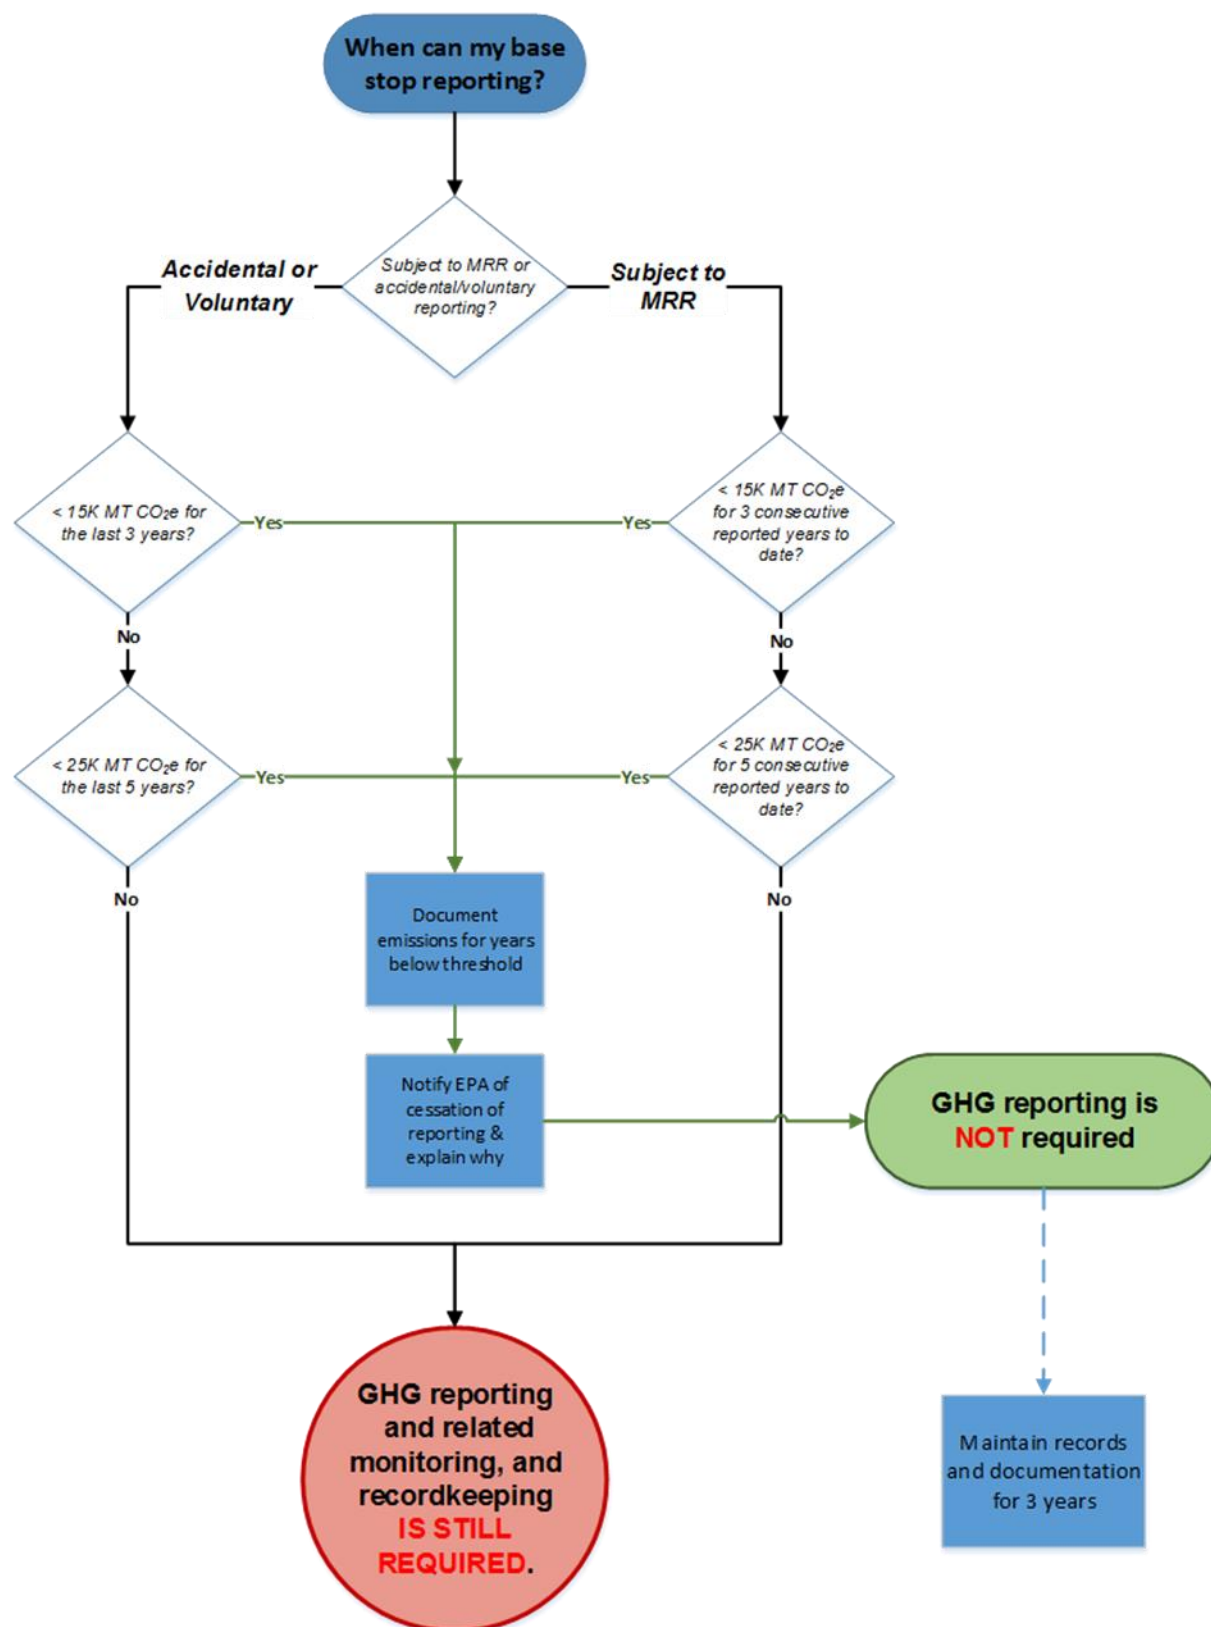 When can my base
stop reporting?
Accidental or
Voluntary
Subject to MRR or
accidental/voluntary
reporting?
Subject to
MRR
< 15K MT CO₂e for
the last 3 years?
Yes
Yes
< 15K MT CO₂e
for 3 consecutive
reported years to
date?
No
No
< 25K MT CO₂e for
the last 5 years?
Yes
Yes
< 25K MT CO₂e
for 5 consecutive
reported years to
date?
No
No
Document
emissions for years
below threshold
Notify EPA of
cessation of
reporting &
explain why
GHG reporting is
NOT required
GHG reporting
and related
monitoring, and
recordkeeping
IS STILL
REQUIRED.
Maintain records
and documentation
for 3 years